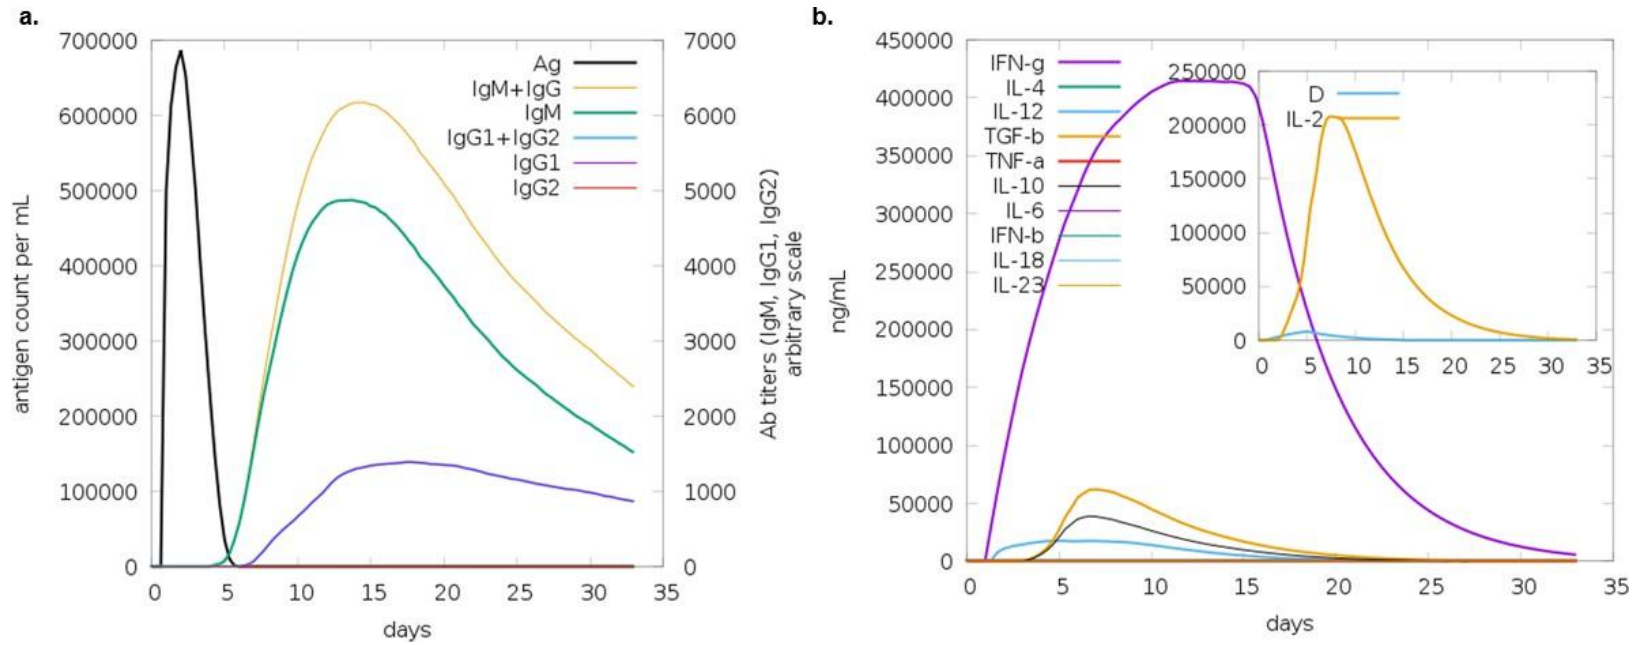 a.
700000
600000
500000
400000
300000
200000
100000
0
antigen count per mL
0
5
10
15
20
25
30
35
days
7000
6000
5000
4000
3000
2000
1000
0
Ab titers (IgM, IgG1, IgG2)
arbitrary scale
Ag
IgM+IgG
IgM
IgG1+IgG2
IgG1
IgG2
b.
450000
400000
350000
300000
250000
200000
150000
100000
50000
0
ng/mL
0
5
10
15
20
25
30
35
days
IFN-g
IL-4
IL-12
TGF-b
TNF-a
IL-10
IL-6
IFN-b
IL-18
IL-23
250000
200000
150000
100000
50000
0
0
5
10
15
20
25
30
35
D
IL-2